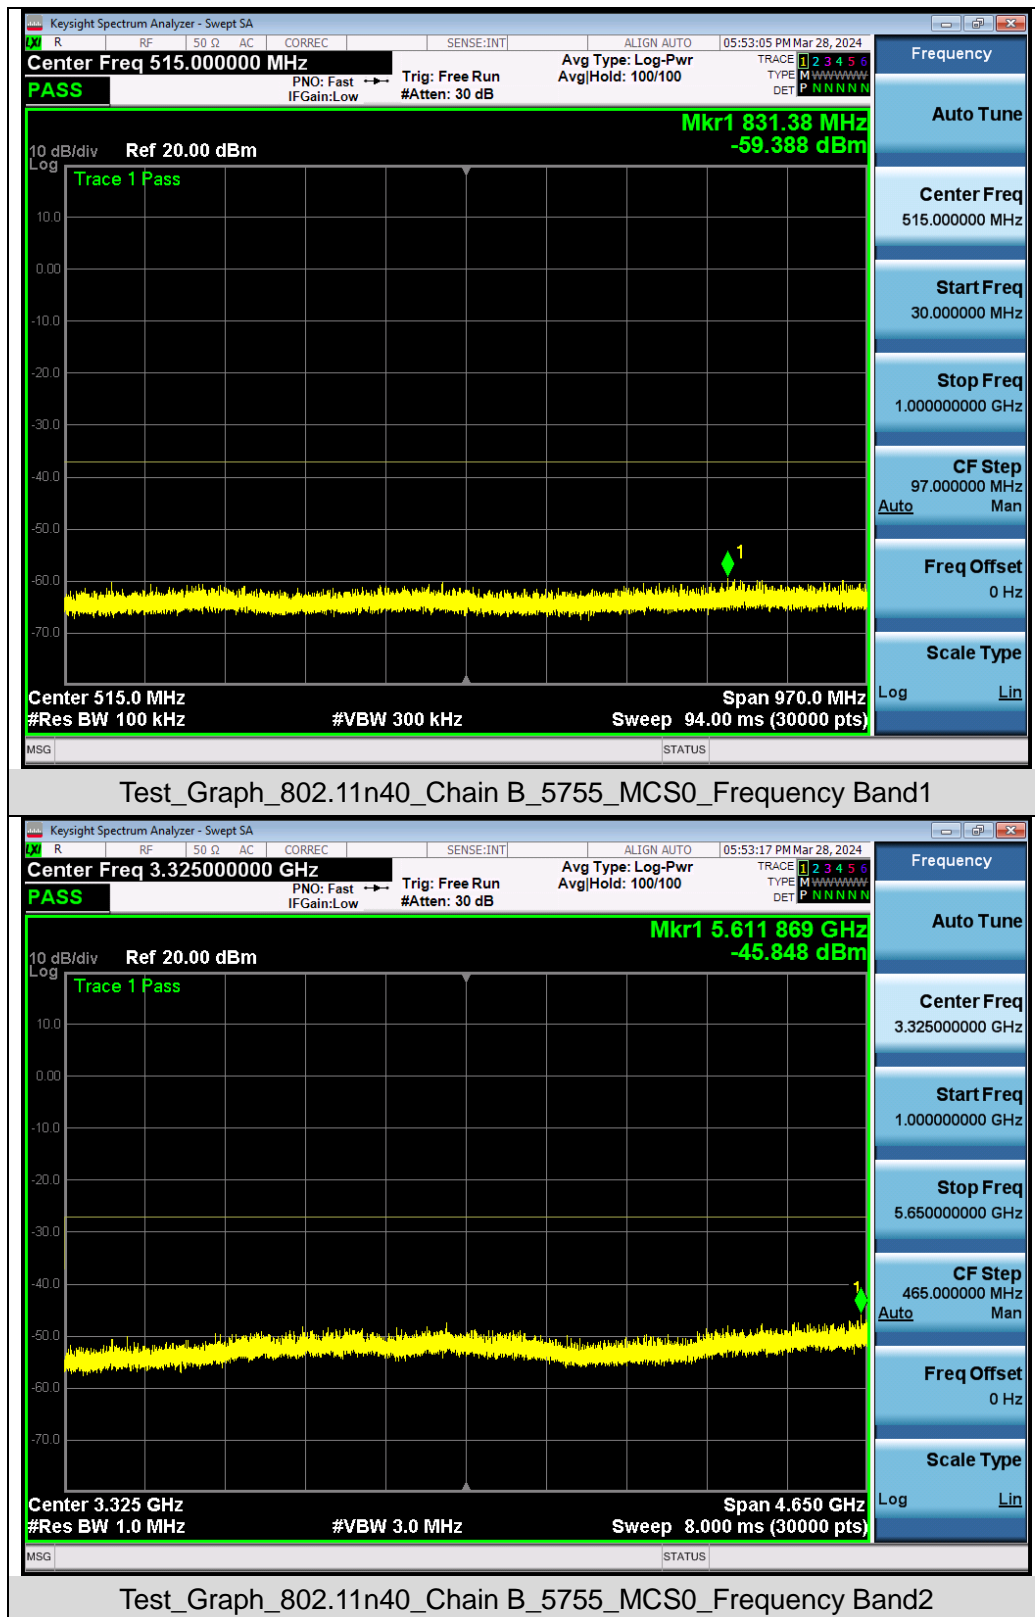 Keysight Spectrum Analyzer - Swept SA
LXI R RF 50 Ω AC CORREC SENSE:INT ALIGN AUTO 05:53:05 PM Mar 28, 2024
Center Freq 515.000000 MHz
PASS
PNO: Fast
IFGain:Low
Trig: Free Run
#Atten: 30 dB
Avg Type: Log-Pwr
Avg|Hold: 100/100
TRACE 1 2 3 4 5 6
TYPE M W W W W W
DET P N N N N N
Mkr1 831.38 MHz
-59.388 dBm
10 dB/div Ref 20.00 dBm
Log
Trace 1 Pass
10.0
0.00
-10.0
-20.0
-30.0
-40.0
-50.0
-60.0
-70.0
1
Center 515.0 MHz Span 970.0 MHz
#Res BW 100 kHz #VBW 300 kHz Sweep 94.00 ms (30000 pts)
MSG STATUS
Frequency
Auto Tune
Center Freq
515.000000 MHz
Start Freq
30.000000 MHz
Stop Freq
1.000000000 GHz
CF Step
97.000000 MHz
Auto Man
Freq Offset
0 Hz
Scale Type
Log Lin
Test_Graph_802.11n40_Chain B_5755_MCS0_Frequency Band1
Keysight Spectrum Analyzer - Swept SA
LXI R RF 50 Ω AC CORREC SENSE:INT ALIGN AUTO 05:53:17 PM Mar 28, 2024
Center Freq 3.325000000 GHz
PASS
PNO: Fast
IFGain:Low
Trig: Free Run
#Atten: 30 dB
Avg Type: Log-Pwr
Avg|Hold: 100/100
TRACE 1 2 3 4 5 6
TYPE M W W W W W
DET P N N N N N
Mkr1 5.611 869 GHz
-45.848 dBm
10 dB/div Ref 20.00 dBm
Log
Trace 1 Pass
10.0
0.00
-10.0
-20.0
-30.0
-40.0
-50.0
-60.0
-70.0
1
Center 3.325 GHz Span 4.650 GHz
#Res BW 1.0 MHz #VBW 3.0 MHz Sweep 8.000 ms (30000 pts)
MSG STATUS
Frequency
Auto Tune
Center Freq
3.325000000 GHz
Start Freq
1.000000000 GHz
Stop Freq
5.650000000 GHz
CF Step
465.000000 MHz
Auto Man
Freq Offset
0 Hz
Scale Type
Log Lin
Test_Graph_802.11n40_Chain B_5755_MCS0_Frequency Band2